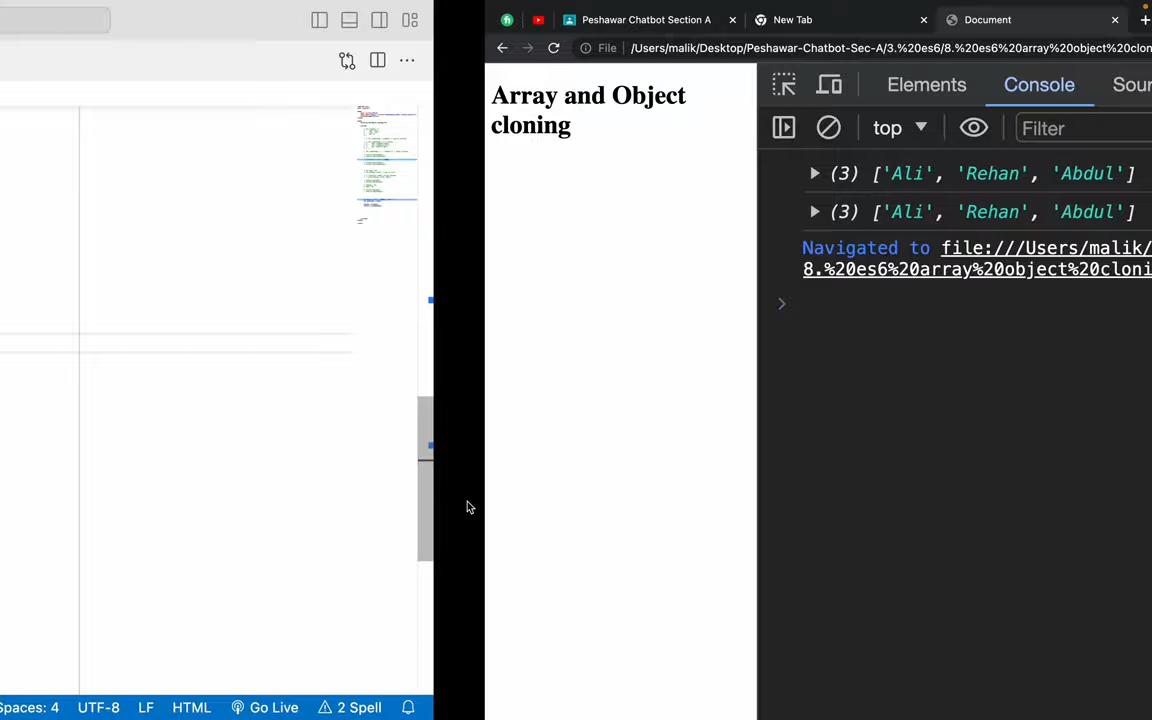 Peshawar Chatbot Section A
New Tab
Document
File
/Users/malik/Desktop/Peshawar-Chatbot-Sec-A/3.%20es6/8.%20es6%20array%20object%20clon
Array and Object
cloning
Elements
Console
Sour
top
Filter
(3) ['Ali', 'Rehan', 'Abdul']
(3) ['Ali', 'Rehan', 'Abdul']
Navigated to file:///Users/malik/
8.%20es6%20array%20object%20cloni
Spaces: 4
UTF-8
LF
HTML
Go Live
2 Spell